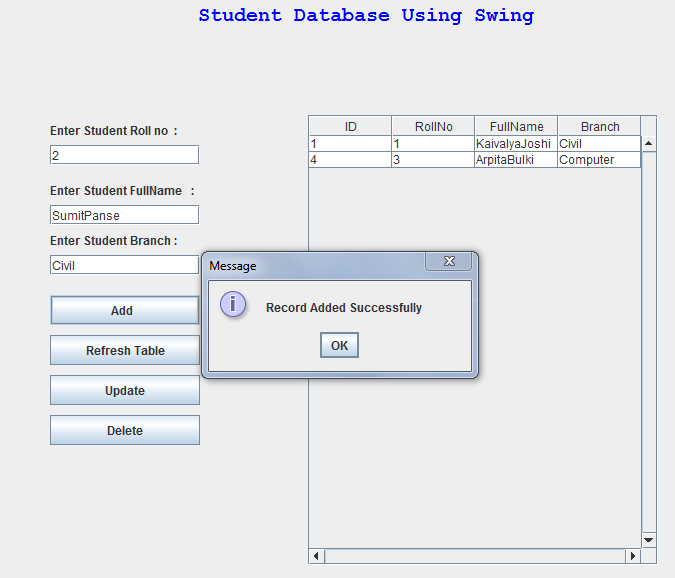 Student Database Using Swing
Enter Student Roll no :
2
Enter Student FullName :
SumitPanse
Enter Student Branch :
Civil
Add
Refresh Table
Update
Delete
ID RollNo FullName Branch
1 1 KaivalyaJoshi Civil
4 3 ArpitaBulki Computer
Message
Record Added Successfully
OK